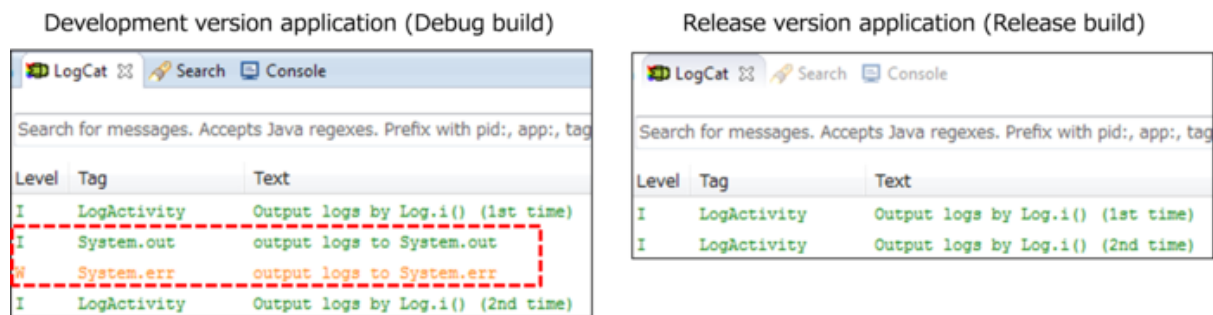 Development version application (Debug build)
LogCat Search Console
Search for messages. Accepts Java regexes. Prefix with pid:, app:, tag
Level Tag Text
I LogActivity Output logs by Log.i() (1st time)
I System.out output logs to System.out
W System.err output logs to System.err
I LogActivity Output logs by Log.i() (2nd time)
Release version application (Release build)
LogCat Search Console
Search for messages. Accepts Java regexes. Prefix with pid:, app:, tag
Level Tag Text
I LogActivity Output logs by Log.i() (1st time)
I LogActivity Output logs by Log.i() (2nd time)